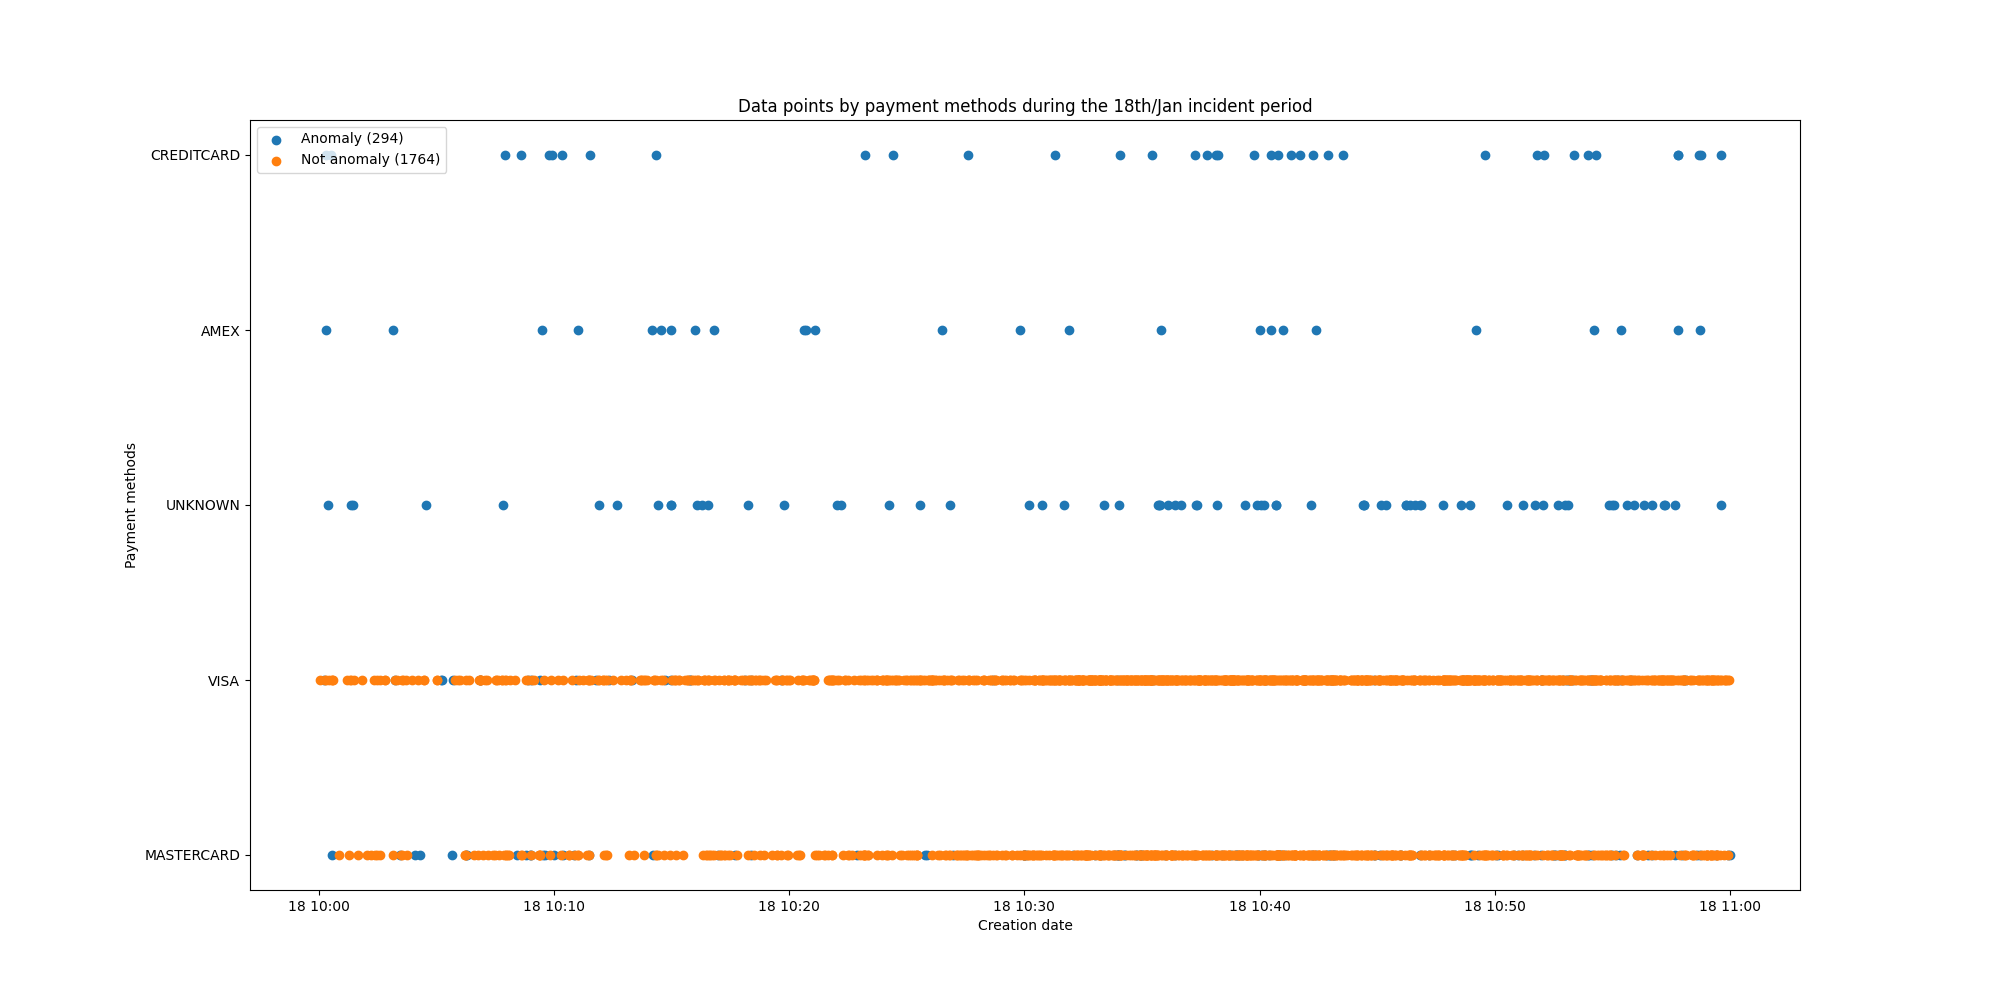 Data points by payment methods during the 18th/Jan incident period
Anomaly (294)
Not anomaly (1764)
CREDITCARD
AMEX
UNKNOWN
VISA
MASTERCARD
Payment methods
18 10:00
18 10:10
18 10:20
18 10:30
18 10:40
18 10:50
18 11:00
Creation date